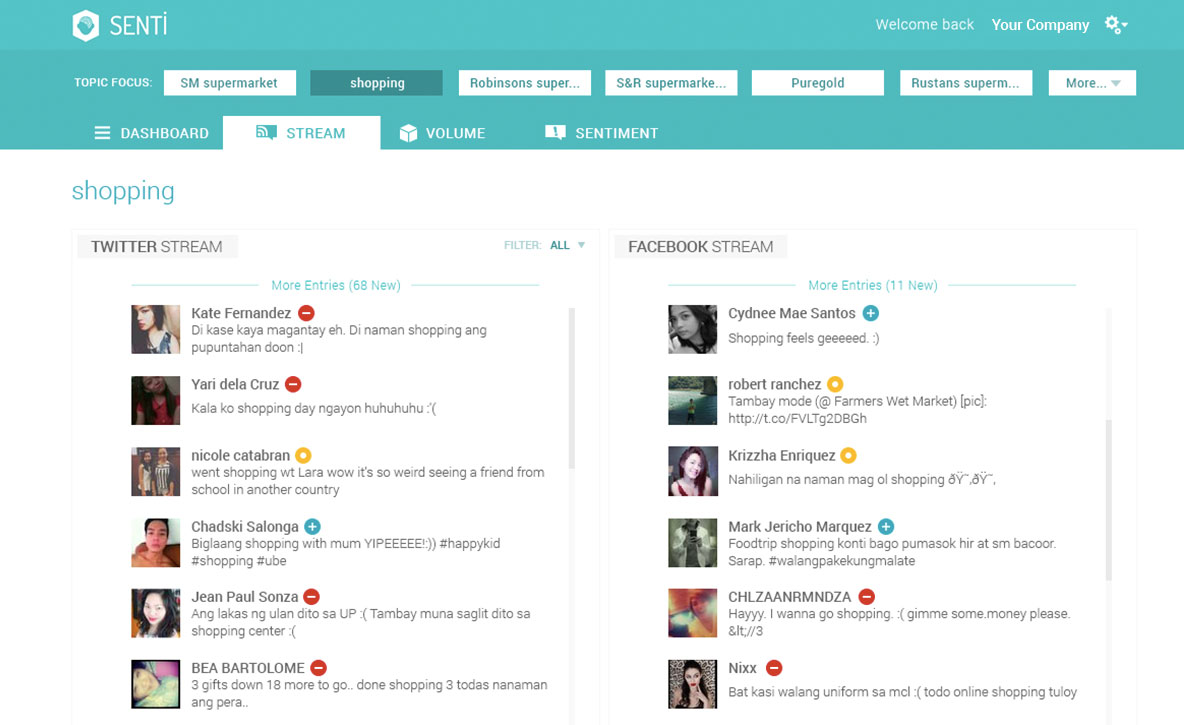 SENTi
Welcome back Your Company
TOPIC FOCUS: SM supermarket shopping Robinsons super... S&R supermarke... Puregold Rustans superm... More...
DASHBOARD STREAM VOLUME SENTIMENT
shopping
TWITTER STREAM
FILTER: ALL
More Entries (68 New)
Kate Fernandez
Di kase kaya magantay eh. Di naman shopping ang
pupuntahan doon :|
Yari dela Cruz
Kala ko shopping day ngayon huhuhuhu :'(
nicole catabran
went shopping wt Lara wow it's so weird seeing a friend from
school in another country
Chadski Salonga
Biglaang shopping with mum YIPEEEEE!:)) #happykid
#shopping #ube
Jean Paul Sonza
Ang lakas ng ulan dito sa UP :( Tambay muna saglit dito sa
shopping center :(
BEA BARTOLOME
3 gifts down 18 more to go.. done shopping 3 todas nanaman
ang pera..
FACEBOOK STREAM
More Entries (11 New)
Cydnee Mae Santos
Shopping feels geeeeed. :)
robert ranchez
Tambay mode (@ Farmers Wet Market) [pic]:
http://t.co/FVLTg2DBGh
Krizzha Enriquez
Nahiligan na naman mag ol shopping ðŸ˜‚ðŸ˜‚
Mark Jericho Marquez
Foodtrip shopping konti bago pumasok hir at sm bacoor.
Sarap. #walangpakekungmalate
CHLZAANRMNDZA
Hayyy. I wanna go shopping. :( gimme some.money please.
&lt;//3
Nixx
Bat kasi walang uniform sa mcl :( todo online shopping tuloy